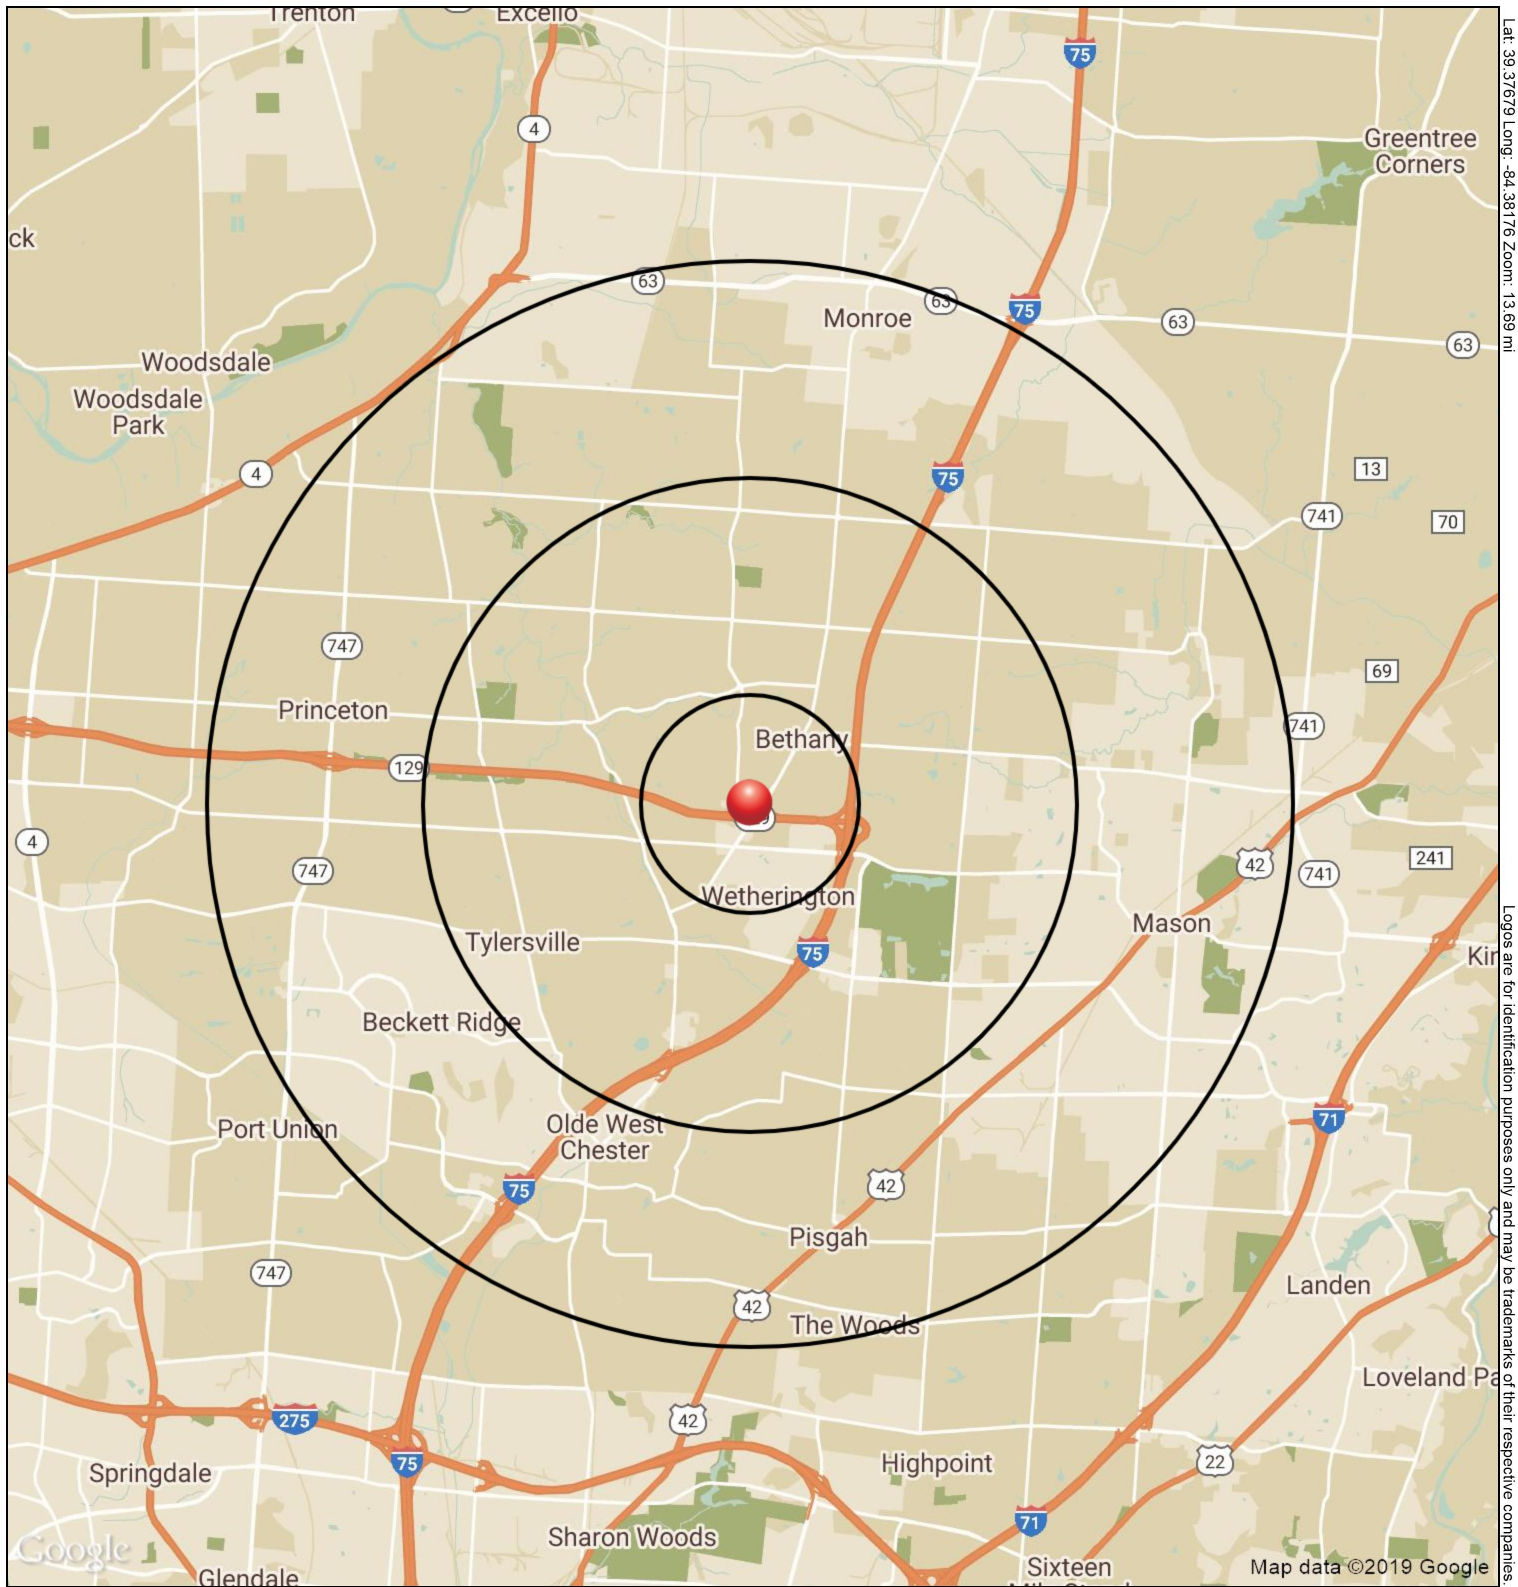 Trenton
Excello
75
4
Greentree
Corners
ck
63
63
75
Monroe
63
63
Woodsdale
Woodsdale
Park
4
75
13
741
70
747
69
Princeton
741
Bethany
129
4
747
42
741
241
Wetherington
Mason
Tylersville
75
Kin
Beckett Ridge
Port Union
Olde West
Chester
71
75
42
Pisgah
747
Landen
42
The Woods
Loveland Pa
275
42
75
Springdale
Highpoint
22
71
Sharon Woods
Google
Glendale
Sixteen
Map data ©2019 Google
Lat: 39.37679 Long: -84.38176 Zoom: 13.69 mi
Logos are for identification purposes only and may be trademarks of their respective companies.